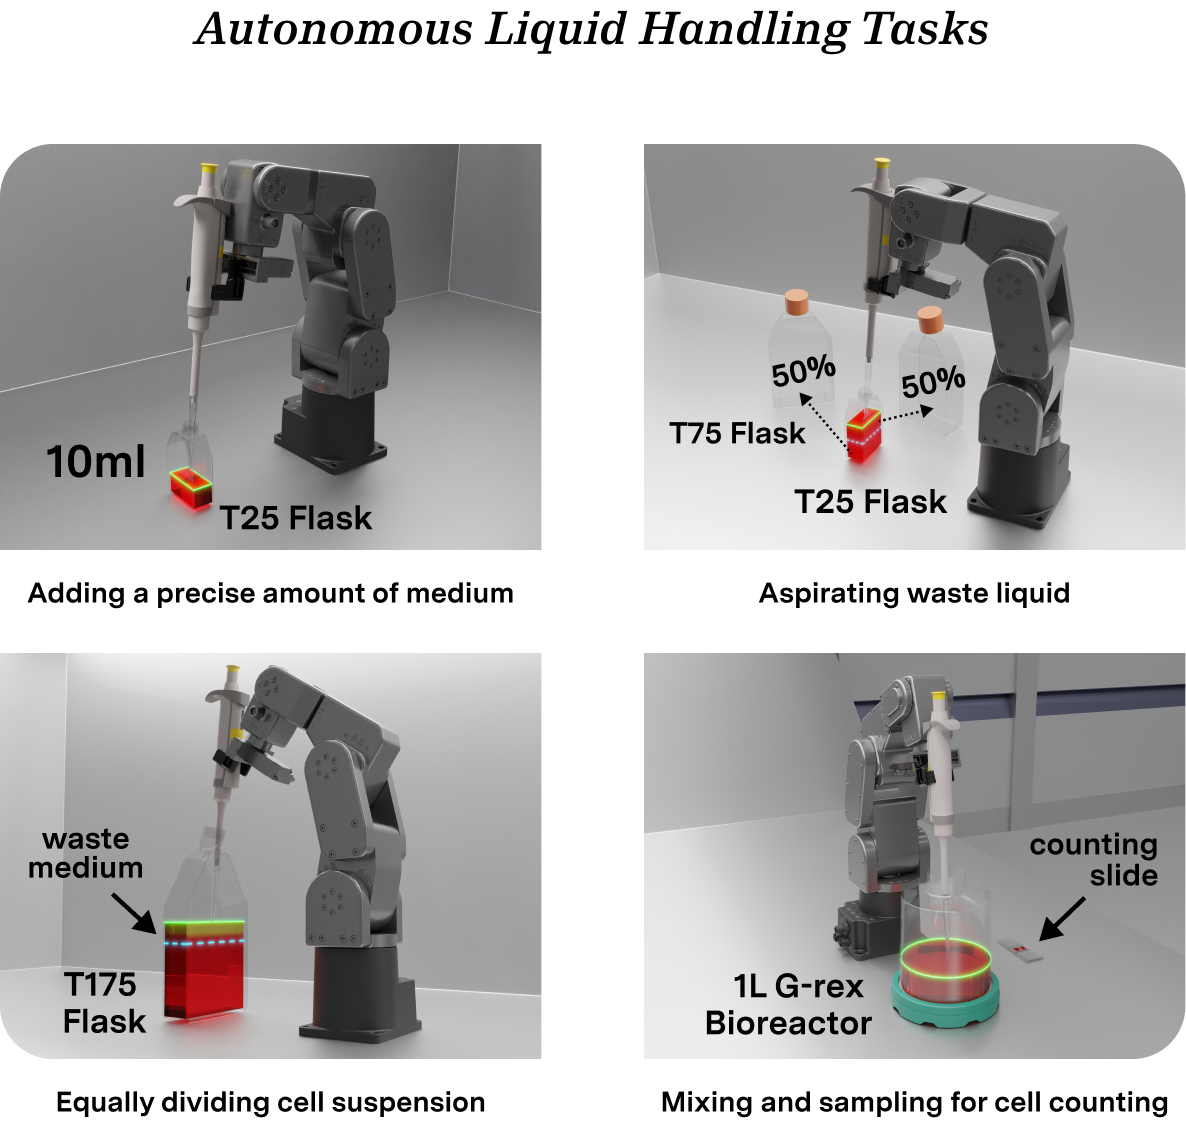 Autonomous Liquid Handling Tasks
10ml
T25 Flask
Adding a precise amount of medium
50%
50%
T75 Flask
T25 Flask
Aspirating waste liquid
waste
medium
T175
Flask
Equally dividing cell suspension
counting
slide
1L G-rex
Bioreactor
Mixing and sampling for cell counting